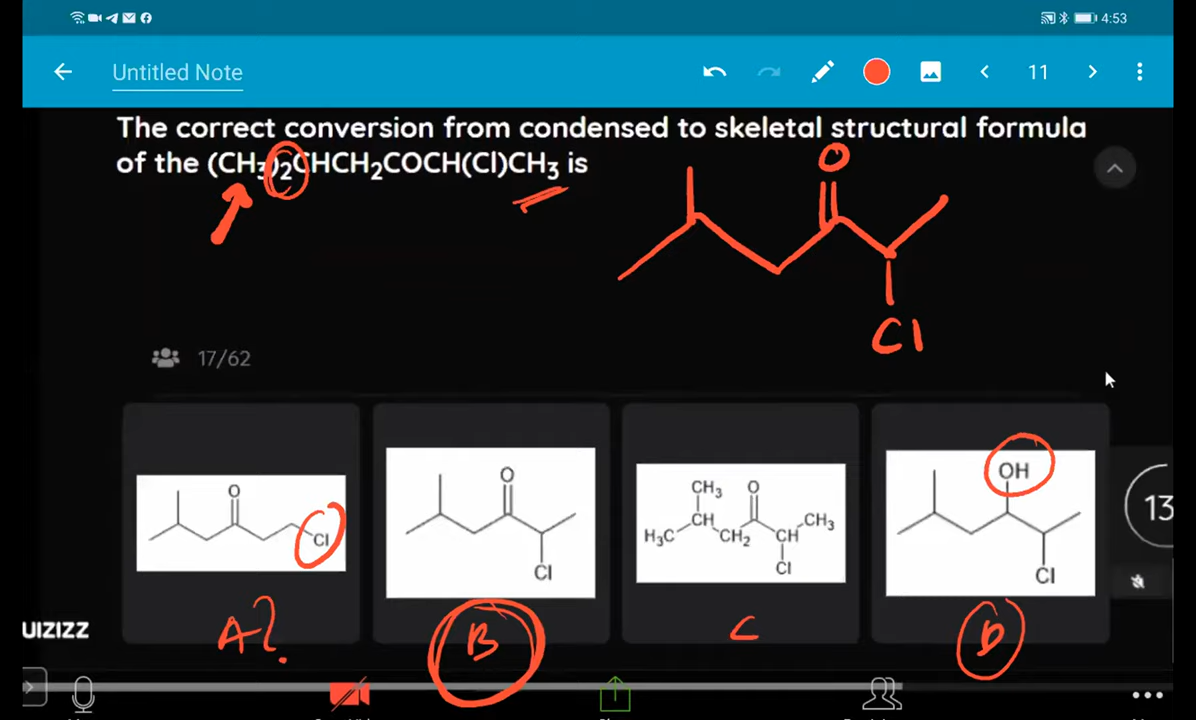 4:53
Untitled Note
11
The correct conversion from condensed to skeletal structural formula
of the (CH₃)₂CHCH₂COCH(Cl)CH₃ is
O
Cl
17/62
O
Cl
O
Cl
CH₃ O
H₃C CH CH₂ CH CH₃
Cl
OH
Cl
13
UIZIZZ
A?
B
C
D